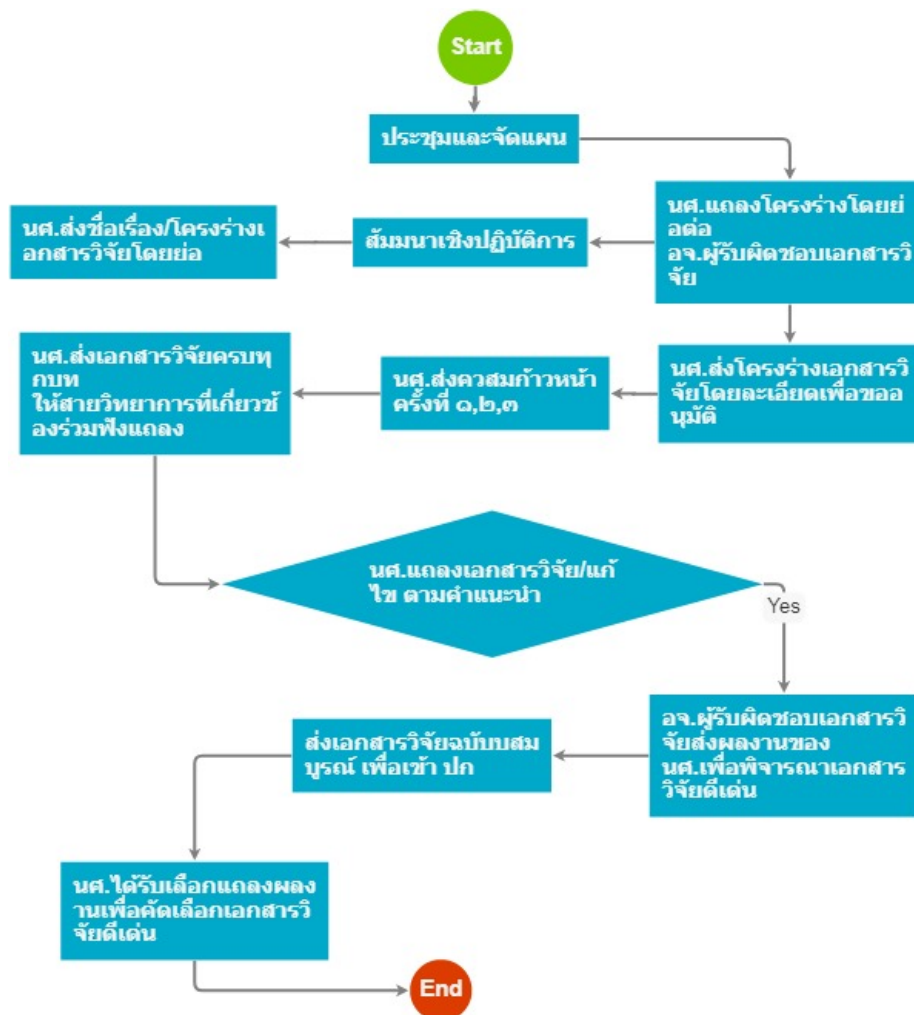 Start
ประชุมและจัดแผน
นศ.ส่งชื่อเรื่อง/โครงร่างเ
อกสารวิจัยโดยย่อ
สัมมนาเชิงปฏิบัติการ
นศ.แถลงโครงร่างโดยย่
อต่อ
อจ.ผู้รับผิดชอบเอกสารวิ
จัย
นศ.ส่งเอกสารวิจัยครบทุ
กบท
ให้สายวิทยาการที่เกี่ยวข้
องร่วมฟังแถลง
นศ.ส่งควสมก้าวหน้า
ครั้งที่ ๑,๒,๓
นศ.ส่งโครงร่างเอกสารวิ
จัยโดยละเอียดเพื่อขออ
นุมัติ
นศ.แถลงเอกสารวิจัย/แก้
ไข ตามคำแนะนำ
Yes
ส่งเอกสารวิจัยฉบับบสม
บูรณ์ เพื่อเข้า ปก
อจ.ผู้รับผิดชอบเอกสารวิ
จัยส่งผลงานของ
นศ.เพื่อพิจารณาเอกสาร
วิจัยดีเด่น
นศ.ได้รับเลือกแถลงผลง
านเพื่อคัดเลือกเอกสารวิ
จัยดีเด่น
End